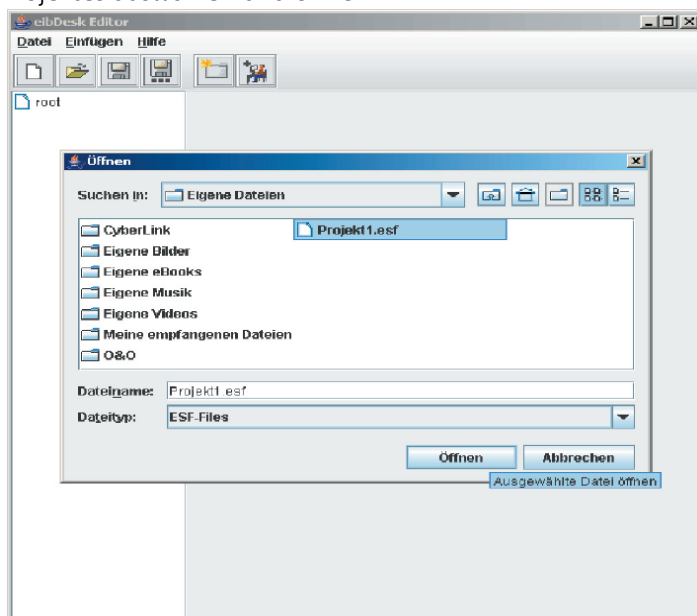 eibDesk Editor
Datei Einfügen Hilfe
root
Öffnen
Suchen in: Eigene Dateien
CyberLink
Projekt1.esf
Eigene Bilder
Eigene eBooks
Eigene Musik
Eigene Videos
Meine empfangenen Dateien
O&O
Dateiname: Projekt1.esf
Dateityp: ESF-Files
Öffnen Abbrechen
Ausgewählte Datei öffnen